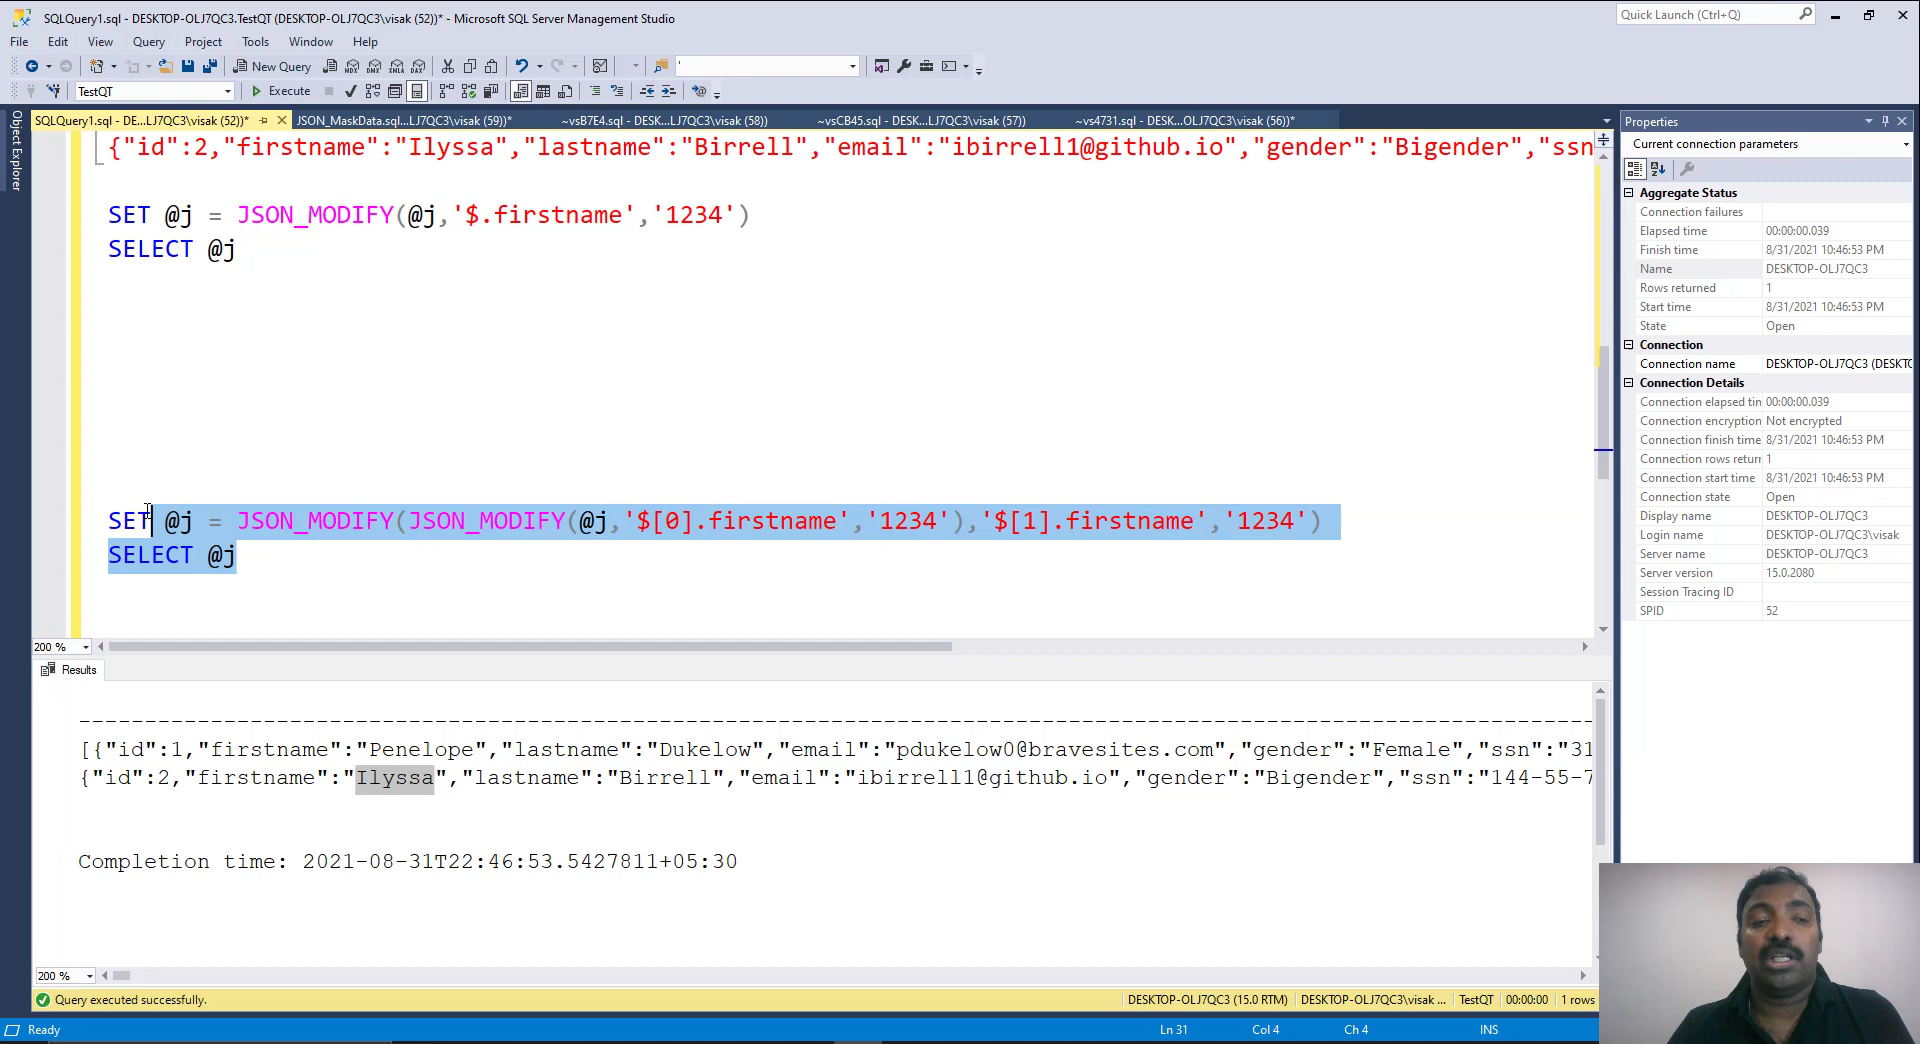 SQLQuery1.sql - DESKTOP-OLJ7QC3.TestQT (DESKTOP-OLJ7QC3\visak (52))* - Microsoft SQL Server Management Studio
Quick Launch (Ctrl+Q)
File Edit View Query Project Tools Window Help
New Query
'
TestQT
Execute
SQLQuery1.sql - DE...LJ7QC3\visak (52))*
JSON_MaskData.sql...LJ7QC3\visak (59))*
~vsB7E4.sql - DESK...LJ7QC3\visak (58))
~vsCB45.sql - DESK...LJ7QC3\visak (57))
~vs4731.sql - DESK...OLJ7QC3\visak (56))*
Object Explorer
{"id":2,"firstname":"Ilyssa","lastname":"Birrell","email":"ibirrell1@github.io","gender":"Bigender","ssn
SET @j = JSON_MODIFY(@j,'$.firstname','1234')
SELECT @j
SET @j = JSON_MODIFY(JSON_MODIFY(@j,'$[0].firstname','1234'),'$[1].firstname','1234')
SELECT @j
200 %
Results
[{"id":1,"firstname":"Penelope","lastname":"Dukelow","email":"pdukelow0@bravesites.com","gender":"Female","ssn":"31
{"id":2,"firstname":"Ilyssa","lastname":"Birrell","email":"ibirrell1@github.io","gender":"Bigender","ssn":"144-55-7
Completion time: 2021-08-31T22:46:53.5427811+05:30
200 %
Query executed successfully.
DESKTOP-OLJ7QC3 (15.0 RTM)
DESKTOP-OLJ7QC3\visak ...
TestQT
00:00:00
1 rows
Ready
Ln 31
Col 4
Ch 4
INS
Properties
Current connection parameters
Aggregate Status
Connection failures
Elapsed time 00:00:00.039
Finish time 8/31/2021 10:46:53 PM
Name DESKTOP-OLJ7QC3
Rows returned 1
Start time 8/31/2021 10:46:53 PM
State Open
Connection
Connection name DESKTOP-OLJ7QC3 (DESKTO
Connection Details
Connection elapsed tin 00:00:00.039
Connection encryption Not encrypted
Connection finish time 8/31/2021 10:46:53 PM
Connection rows returr 1
Connection start time 8/31/2021 10:46:53 PM
Connection state Open
Display name DESKTOP-OLJ7QC3
Login name DESKTOP-OLJ7QC3\visak
Server name DESKTOP-OLJ7QC3
Server version 15.0.2080
Session Tracing ID
SPID 52